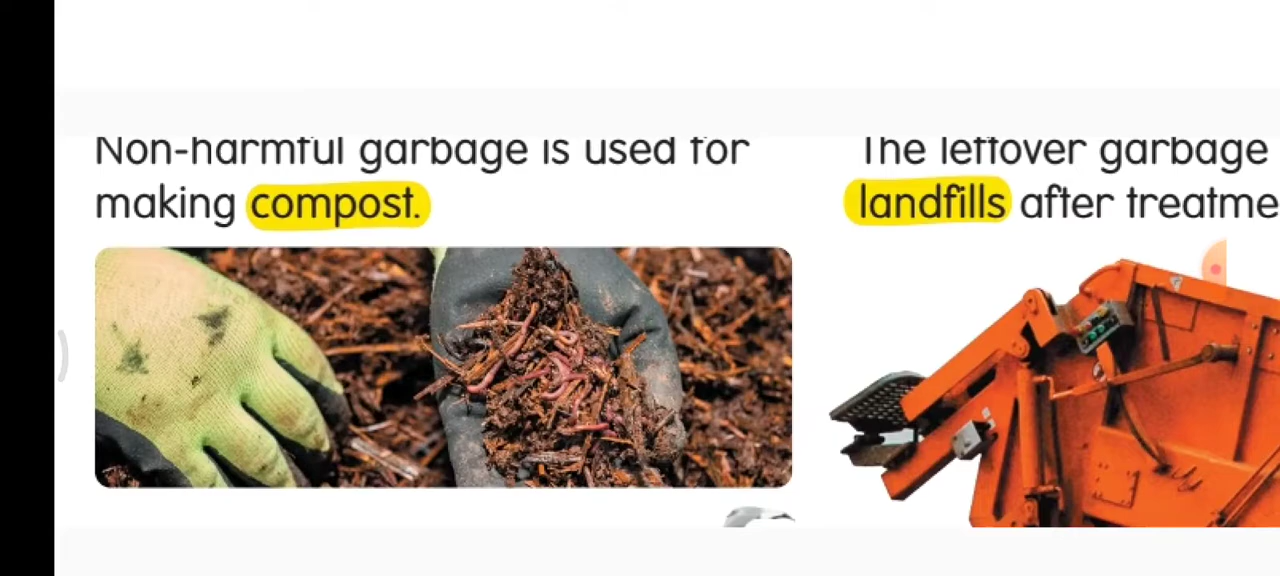 Non-harmful garbage is used for
making compost.
The leftover garbage
landfills after treatme